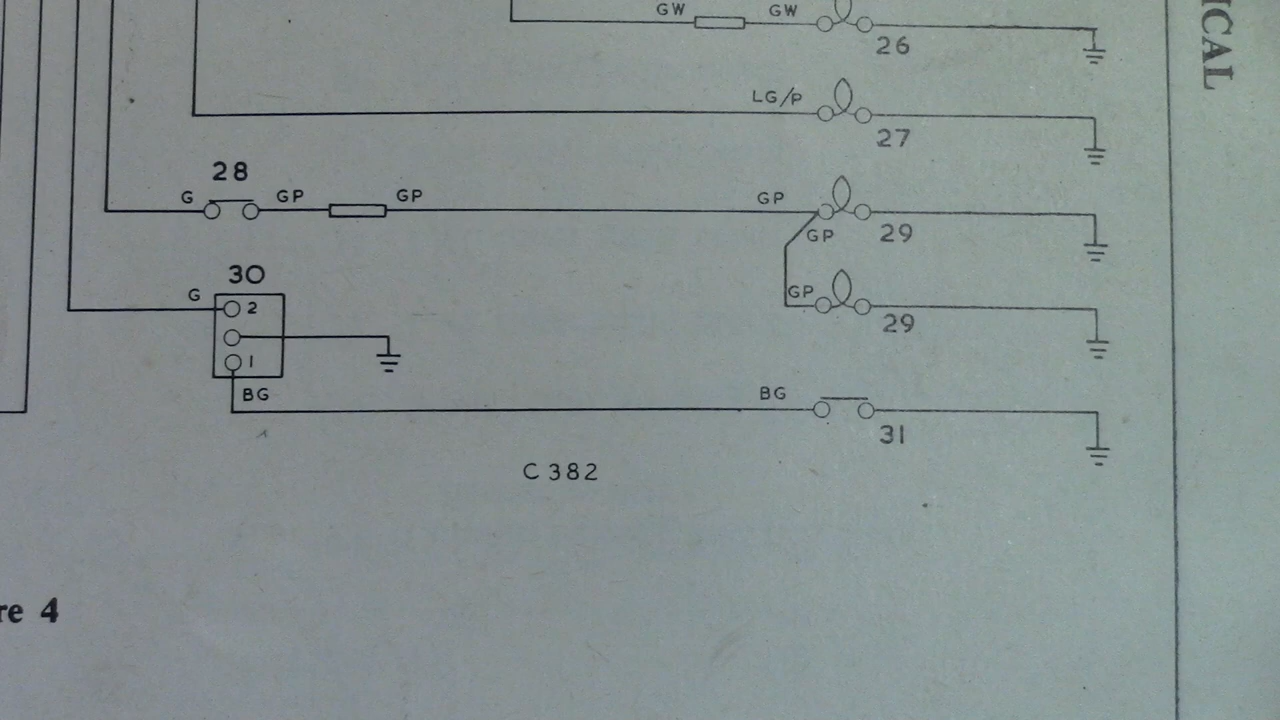 GW GW
26
ICAL
LG/P
27
28
G GP GP GP
GP 29
30
G 2
GP
29
1
BG BG
31
C 382
re 4